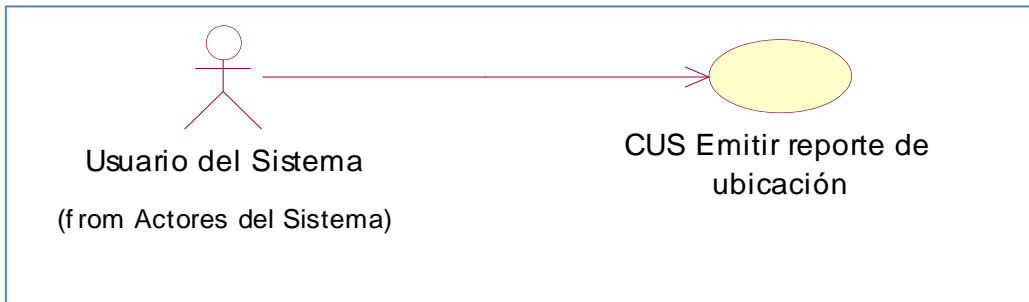 Usuario del Sistema
(from Actores del Sistema)
CUS Emitir reporte de
ubicación